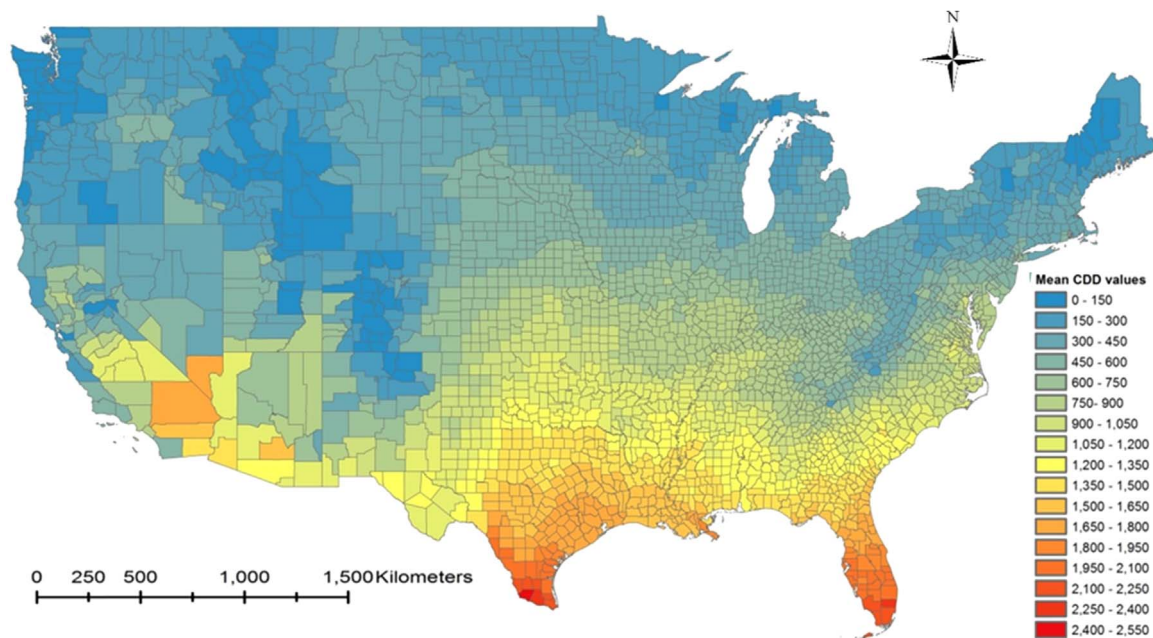 N
Mean CDD values
0 - 150
150 - 300
300 - 450
450 - 600
600 - 750
750- 900
900 - 1,050
1,050 - 1,200
1,200 - 1,350
1,350 - 1,500
1,500 - 1,650
1,650 - 1,800
1,800 - 1,950
1,950 - 2,100
2,100 - 2,250
2,250 - 2,400
2,400 - 2,550
0 250 500 1,000 1,500Kilometers